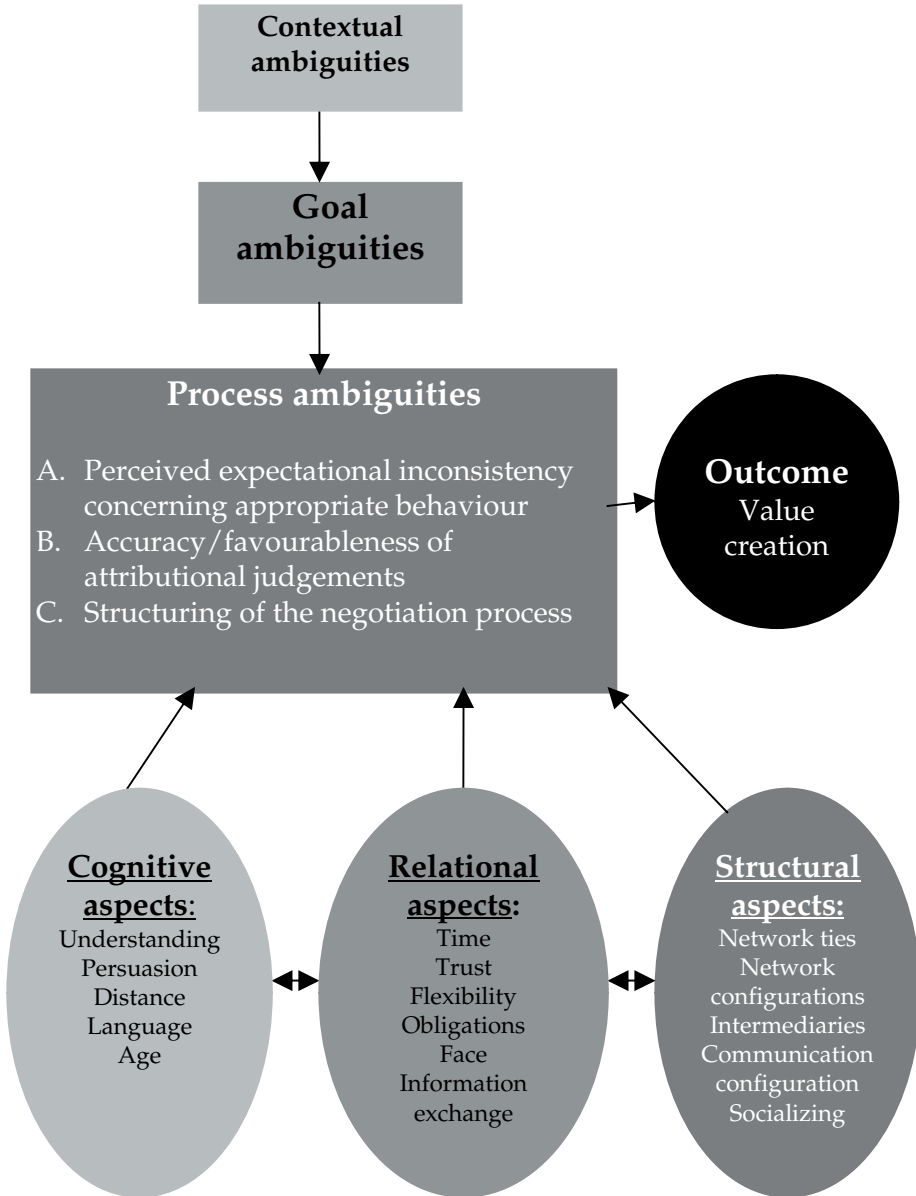 Contextual
ambiguities
Goal
ambiguities
Process ambiguities
A. Perceived expectational inconsistency
concerning appropriate behaviour
B. Accuracy/favourableness of
attributional judgements
C. Structuring of the negotiation process
Outcome
Value
creation
Cognitive
aspects:
Understanding
Persuasion
Distance
Language
Age
Relational
aspects:
Time
Trust
Flexibility
Obligations
Face
Information
exchange
Structural
aspects:
Network ties
Network
configurations
Intermediaries
Communication
configuration
Socializing